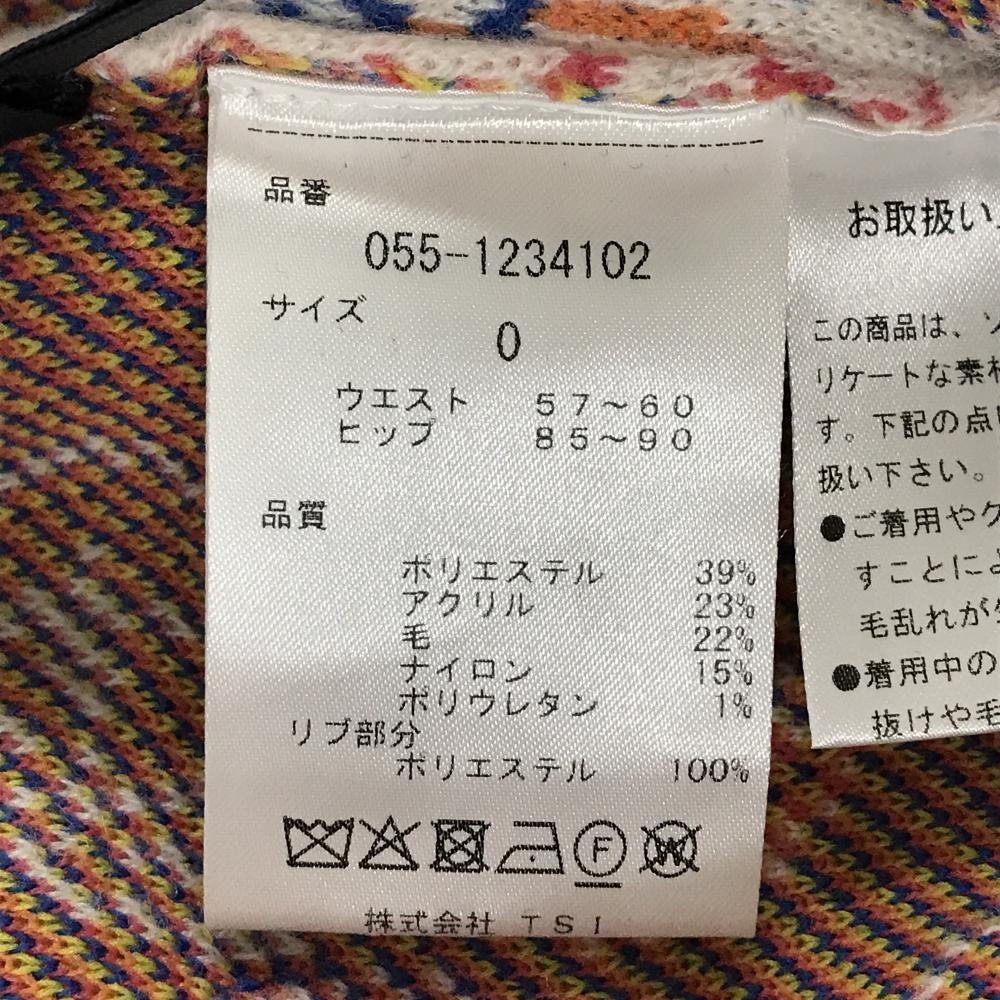 品番
055-1234102
サイズ
0
ウエスト 57～60
ヒップ 85～90
品質
ポリエステル 39%
アクリル 23%
毛 22%
ナイロン 15%
ポリウレタン 1%
リブ部分
ポリエステル 100%
F W
株式会社 TSI
お取扱い
この商品は、ソ
リケートな素材
す。下記の点
扱い下さい。
●ご着用やク
すことによ
毛乱れが
●着用中の
抜けや毛